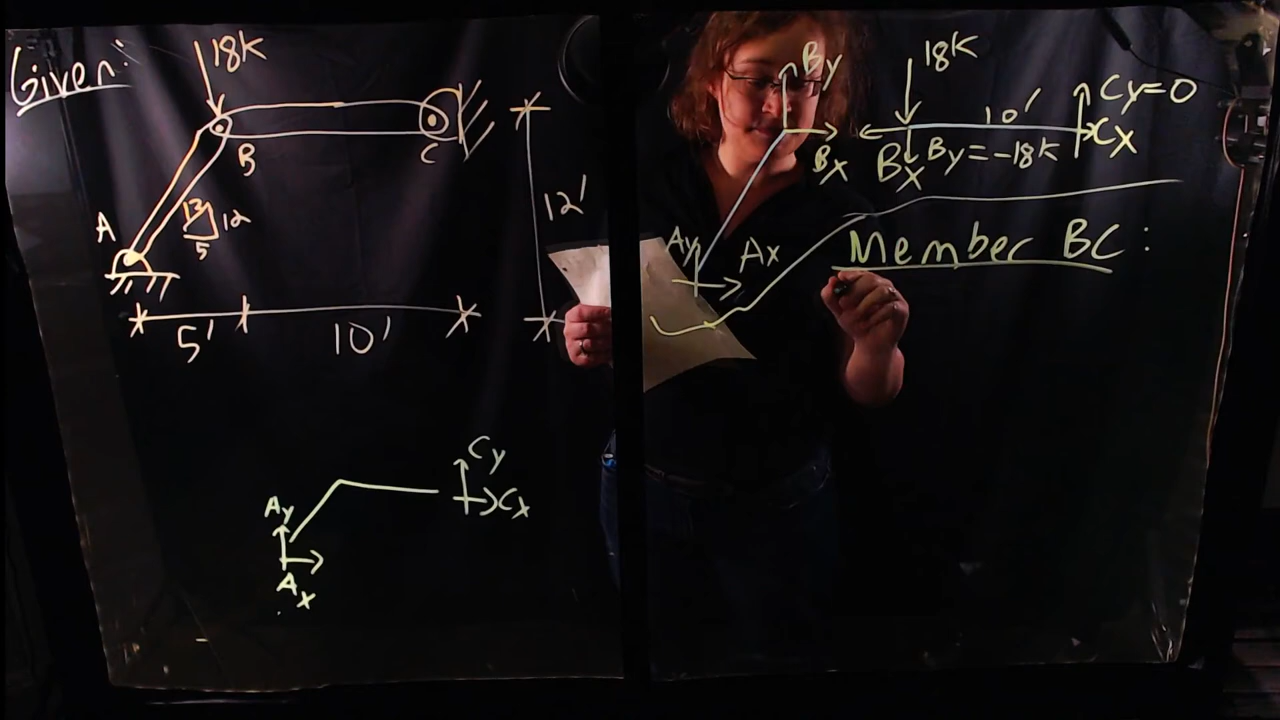 Given:
18K
B
C
A
13
12
5
12'
5'
10'
Ay
Ax
Cy
Cx
By
Bx
Ay
Ax
18K
10'
Cy=0
Cx
Bx
By=-18K
Member BC: